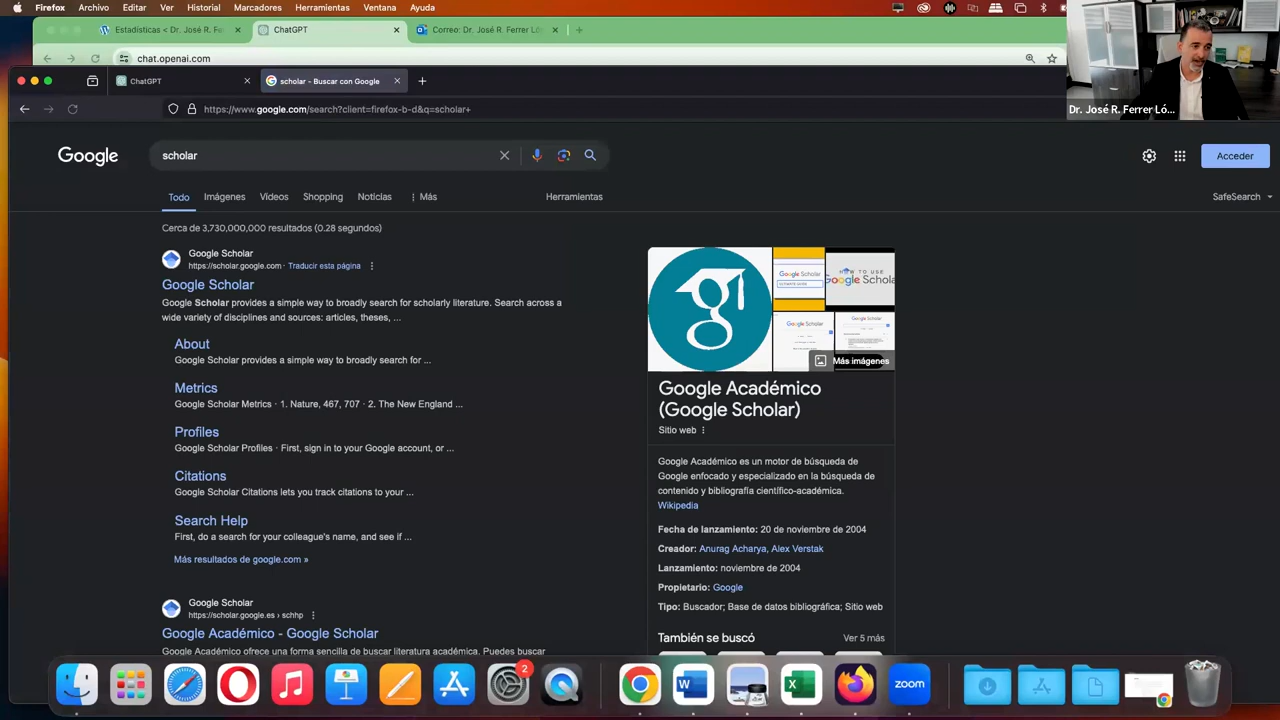 Firefox Archivo Editar Ver Historial Marcadores Herramientas Ventana Ayuda
Estadísticas < Dr. José R. F
ChatGPT
Correo: Dr. José R. Ferrer Ló
chat.openai.com
ChatGPT
scholar - Buscar con Google
https://www.google.com/search?client=firefox-b-d&q=scholar+
Dr. José R. Ferrer Ló...
Google
scholar
Acceder
Todo Imágenes Videos Shopping Noticias Más Herramientas
SafeSearch
Cerca de 3,730,000,000 resultados (0.28 segundos)
Google Scholar
https://scholar.google.com · Traducir esta página
Google Scholar
Google Scholar provides a simple way to broadly search for scholarly literature. Search across a
wide variety of disciplines and sources: articles, theses, ...
About
Google Scholar provides a simple way to broadly search for ...
Metrics
Google Scholar Metrics · 1. Nature, 467, 707 · 2. The New England ...
Profiles
Google Scholar Profiles · First, sign in to your Google account, or ...
Citations
Google Scholar Citations lets you track citations to your ...
Search Help
First, do a search for your colleague's name, and see if ...
Más resultados de google.com »
Google Scholar
https://scholar.google.es › schhp
Google Académico - Google Scholar
Google Académico ofrece una forma sencilla de buscar literatura académica. Puedes buscar
Google Scholar
HOW TO USE
Google Schola
Google Scholar
Más imágenes
Google Académico
(Google Scholar)
Sitio web
Google Académico es un motor de búsqueda de
Google enfocado y especializado en la búsqueda de
contenido y bibliografía científico-académica.
Wikipedia
Fecha de lanzamiento: 20 de noviembre de 2004
Creador: Anurag Acharya, Alex Verstak
Lanzamiento: noviembre de 2004
Propietario: Google
Tipo: Buscador; Base de datos bibliográfica; Sitio web
También se buscó
Ver 5 más
2
zoom